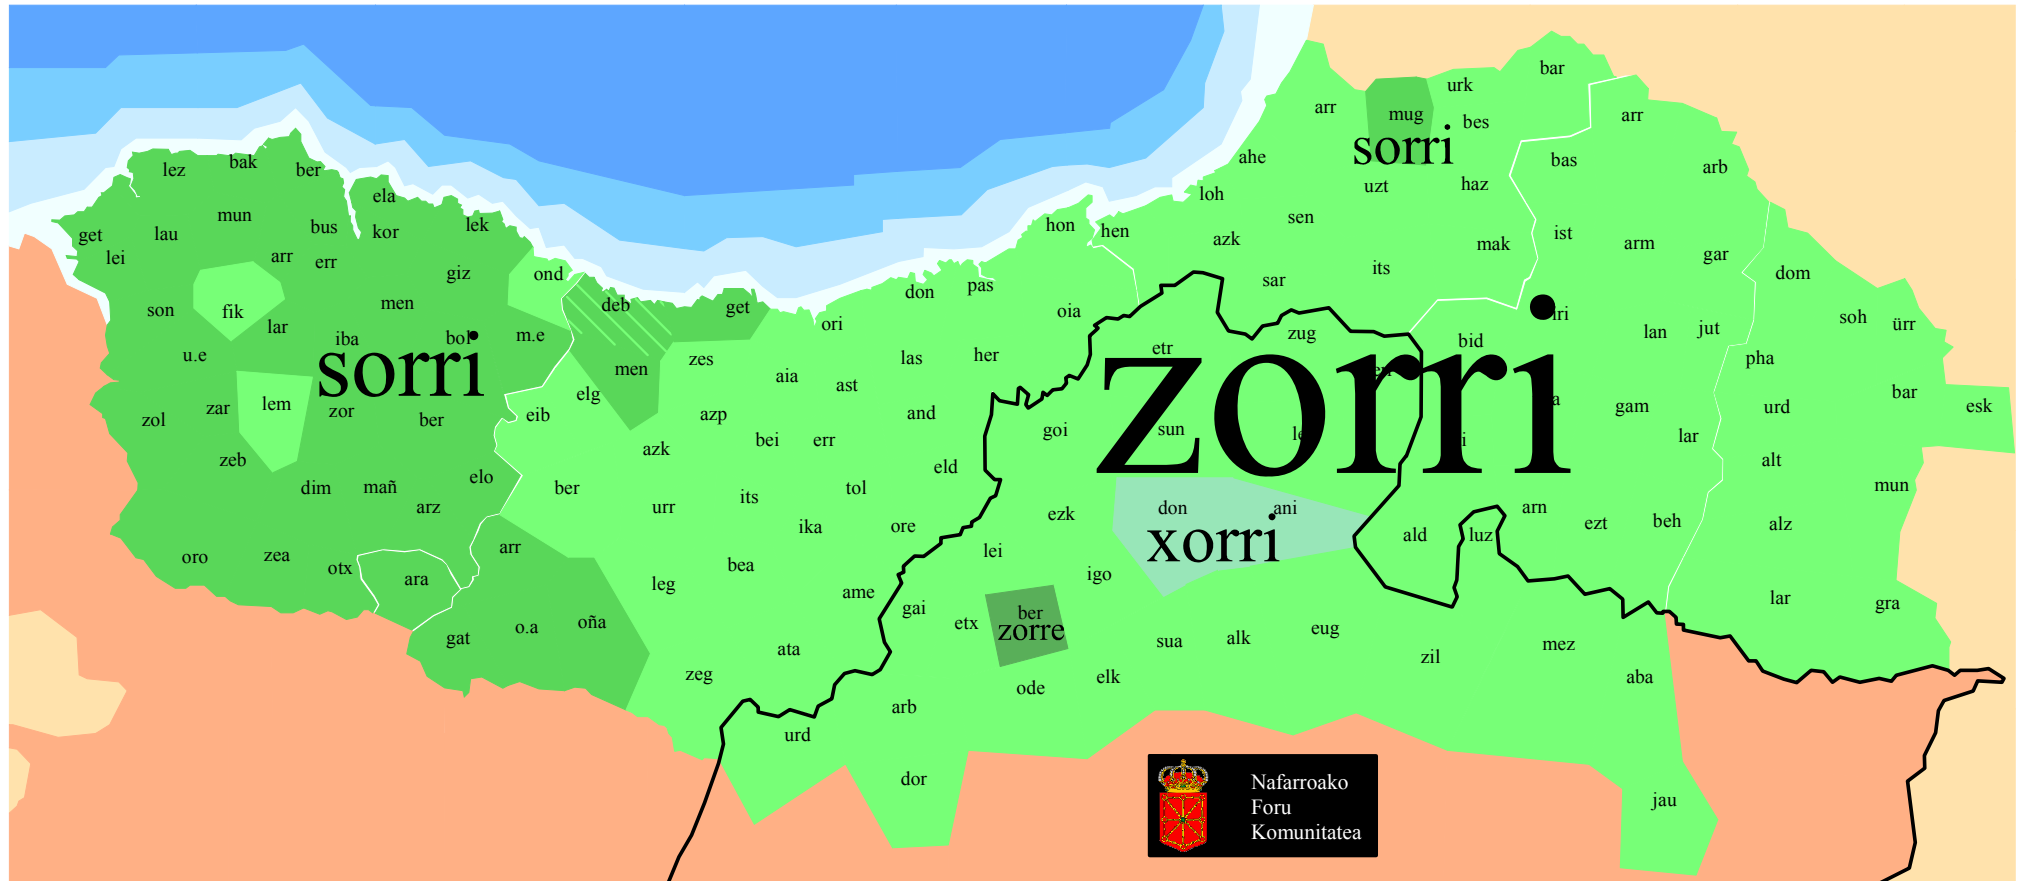 bar
urk
arr
mug
bes
arr
sorri
ahe
bas
arb
lez
bak
ber
ela
uzt
haz
loh
mun
bus
kor
lek
sen
hon
hen
get
lau
azk
mak
ist
arm
gar
lei
arr
err
giz
ond
its
sar
dom
men
deb
get
don
pas
son
fik
lar
iba
bol
m.e
ori
oia
iri
soh
ürr
zug
bid
lan
jut
u.e
sorri
men
zes
las
her
etr
zorri
pha
aia
ast
elg
lem
zar
zor
zol
ber
eib
azp
and
goi
sun
gam
urd
bar
esk
bei
err
azk
lar
zeb
eld
alt
dim
mañ
elo
ber
its
tol
mun
arz
urr
ika
ore
ezk
don
ani
arn
ezt
beh
alz
xorri
ald
luz
oro
zea
otx
ara
arr
bea
lei
igo
leg
ame
gai
etx
ber
zorre
lar
gra
gat
o.a
oña
ata
sua
alk
eug
zil
mez
zeg
ode
elk
aba
arb
urd
dor
jau
Nafarroako
Foru
Komunitatea